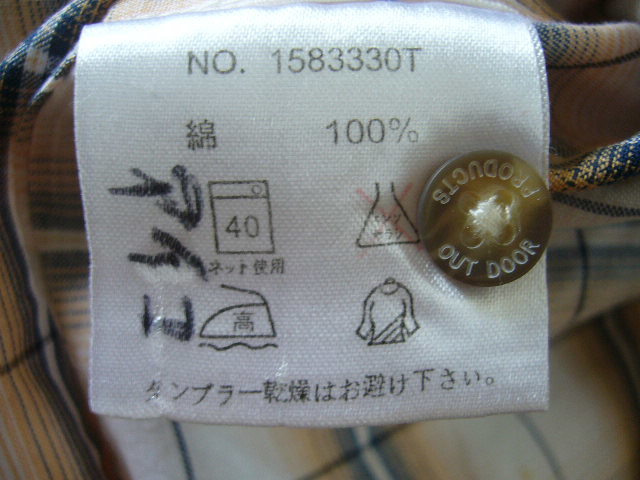 NO. 1583330T
綿 100%
40
ネット使用
高
タンブラー乾燥はお避け下さい。
OUT DOOR PRODUCTS